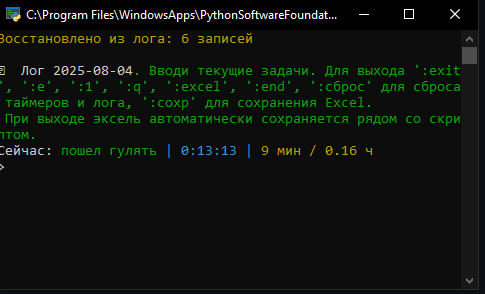 C:\Program Files\WindowsApps\PythonSoftwareFoundat...
Восстановлено из лога: 6 записей
Лог 2025-08-04. Вводи текущие задачи. Для выхода ':exit
', ':e', ':1', ':q', ':excel', ':end', ':сброс' для сброса
таймеров и лога, ':сохр' для сохранения Excel.
При выходе эксель автоматически сохраняется рядом со скри
птом.
Сейчас: пошел гулять | 0:13:13 | 9 мин / 0.16 ч
>